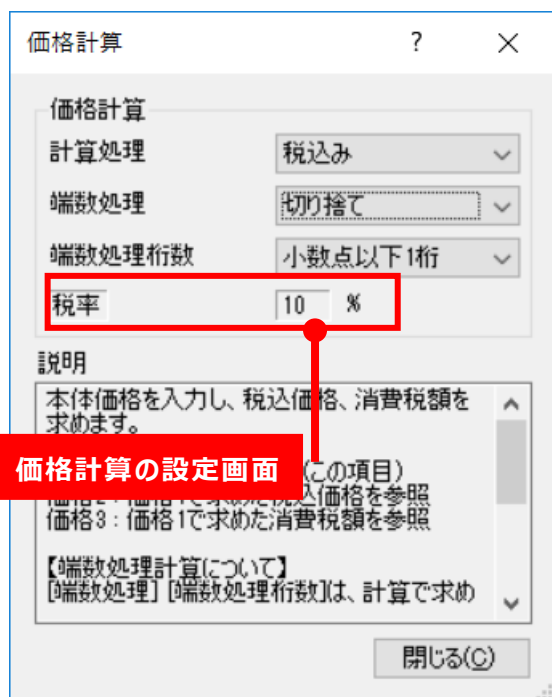 価格計算 ?
価格計算
計算処理 税込み
端数処理 切り捨て
端数処理桁数 小数点以下1桁
税率 10 %
説明
本体価格を入力し、税込価格、消費税額を
求めます。
価格計算の設定画面
(この項目)
価格2：価格1で求めた税込価格を参照
価格3：価格1で求めた消費税額を参照
【端数処理計算について】
[端数処理] [端数処理桁数]は、計算で求め
閉じる(C)